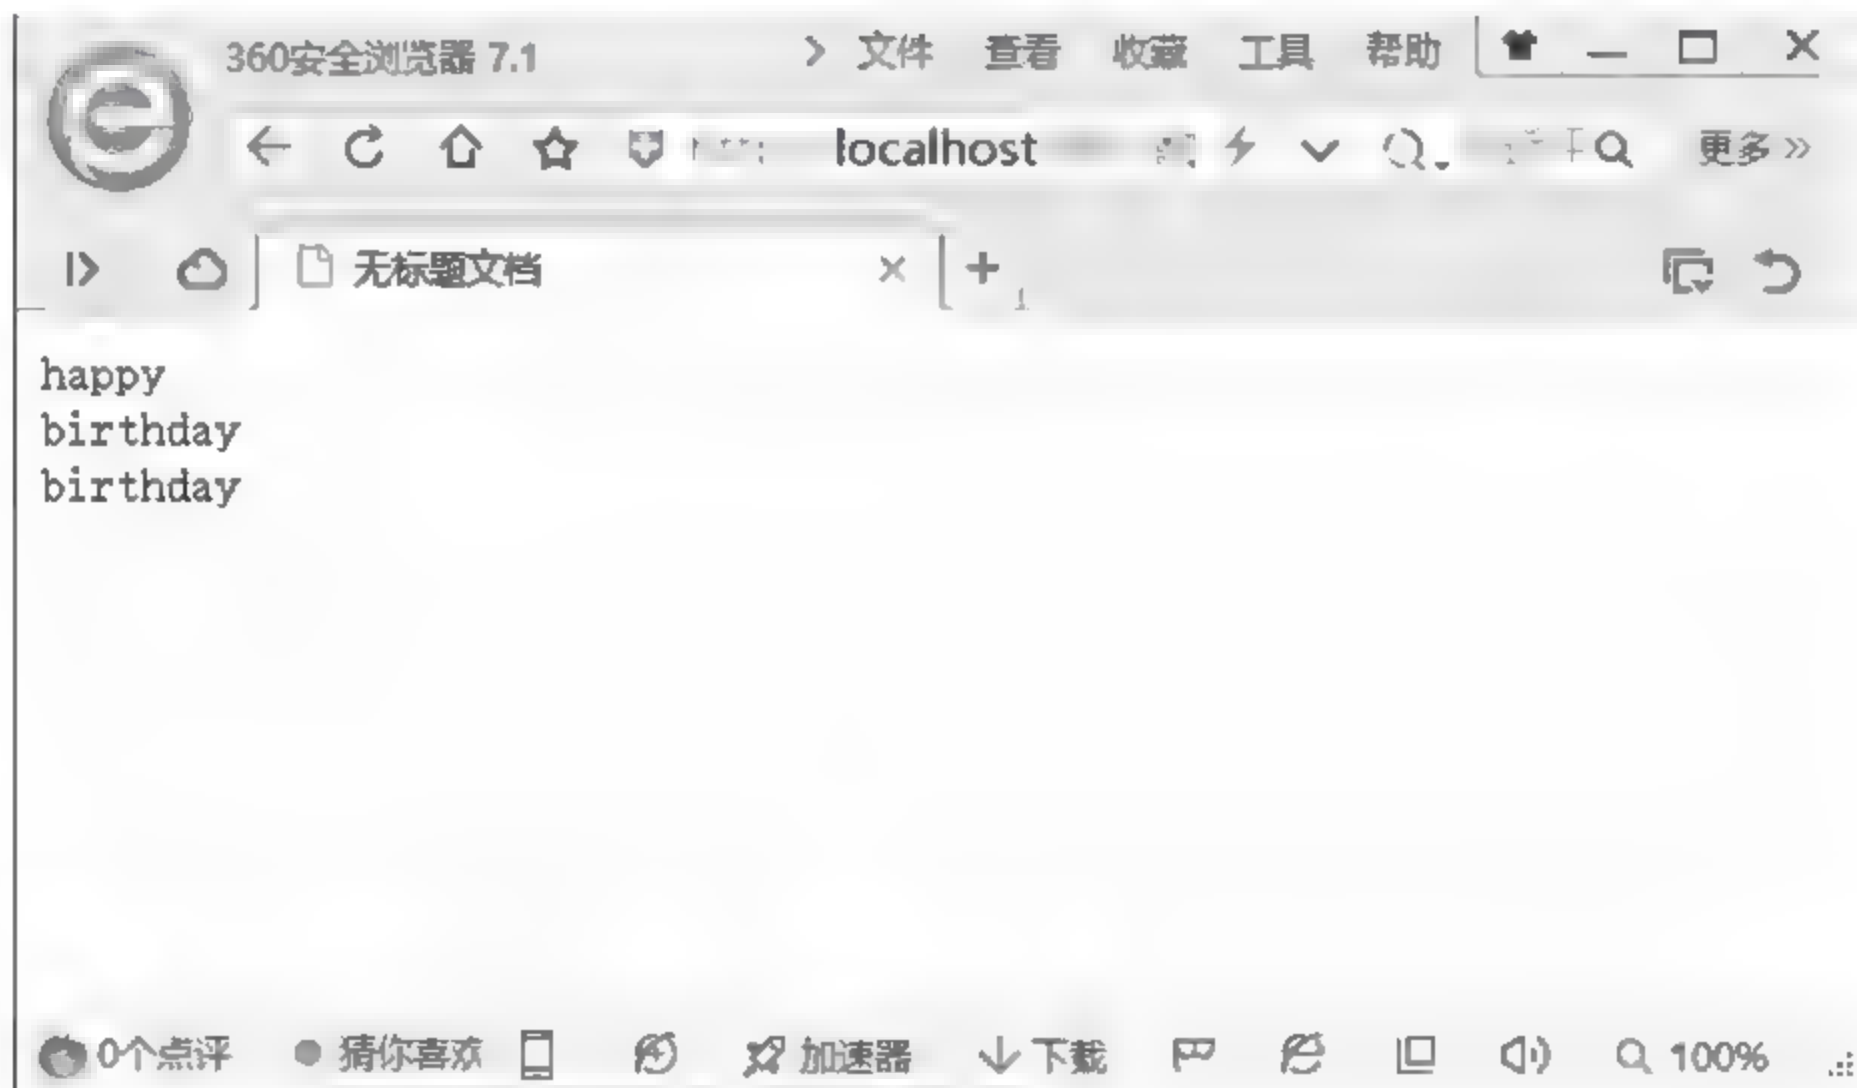 360安全浏览器 7.1 文件 查看 收藏 工具 帮助
localhost 更多
无标题文档
happy
birthday
birthday
0个点评 猜你喜欢 加速器 下载 100%